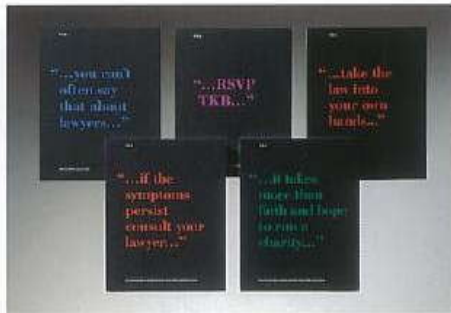 “...you can't
often say
that about
lawyers...”
“...RSVP
TKB...”
“...take the
law into
your own
hands...”
“...if the
symptoms
persist
consult your
lawyer...”
“...it takes
more than
faith and hope
to run a
charity...”